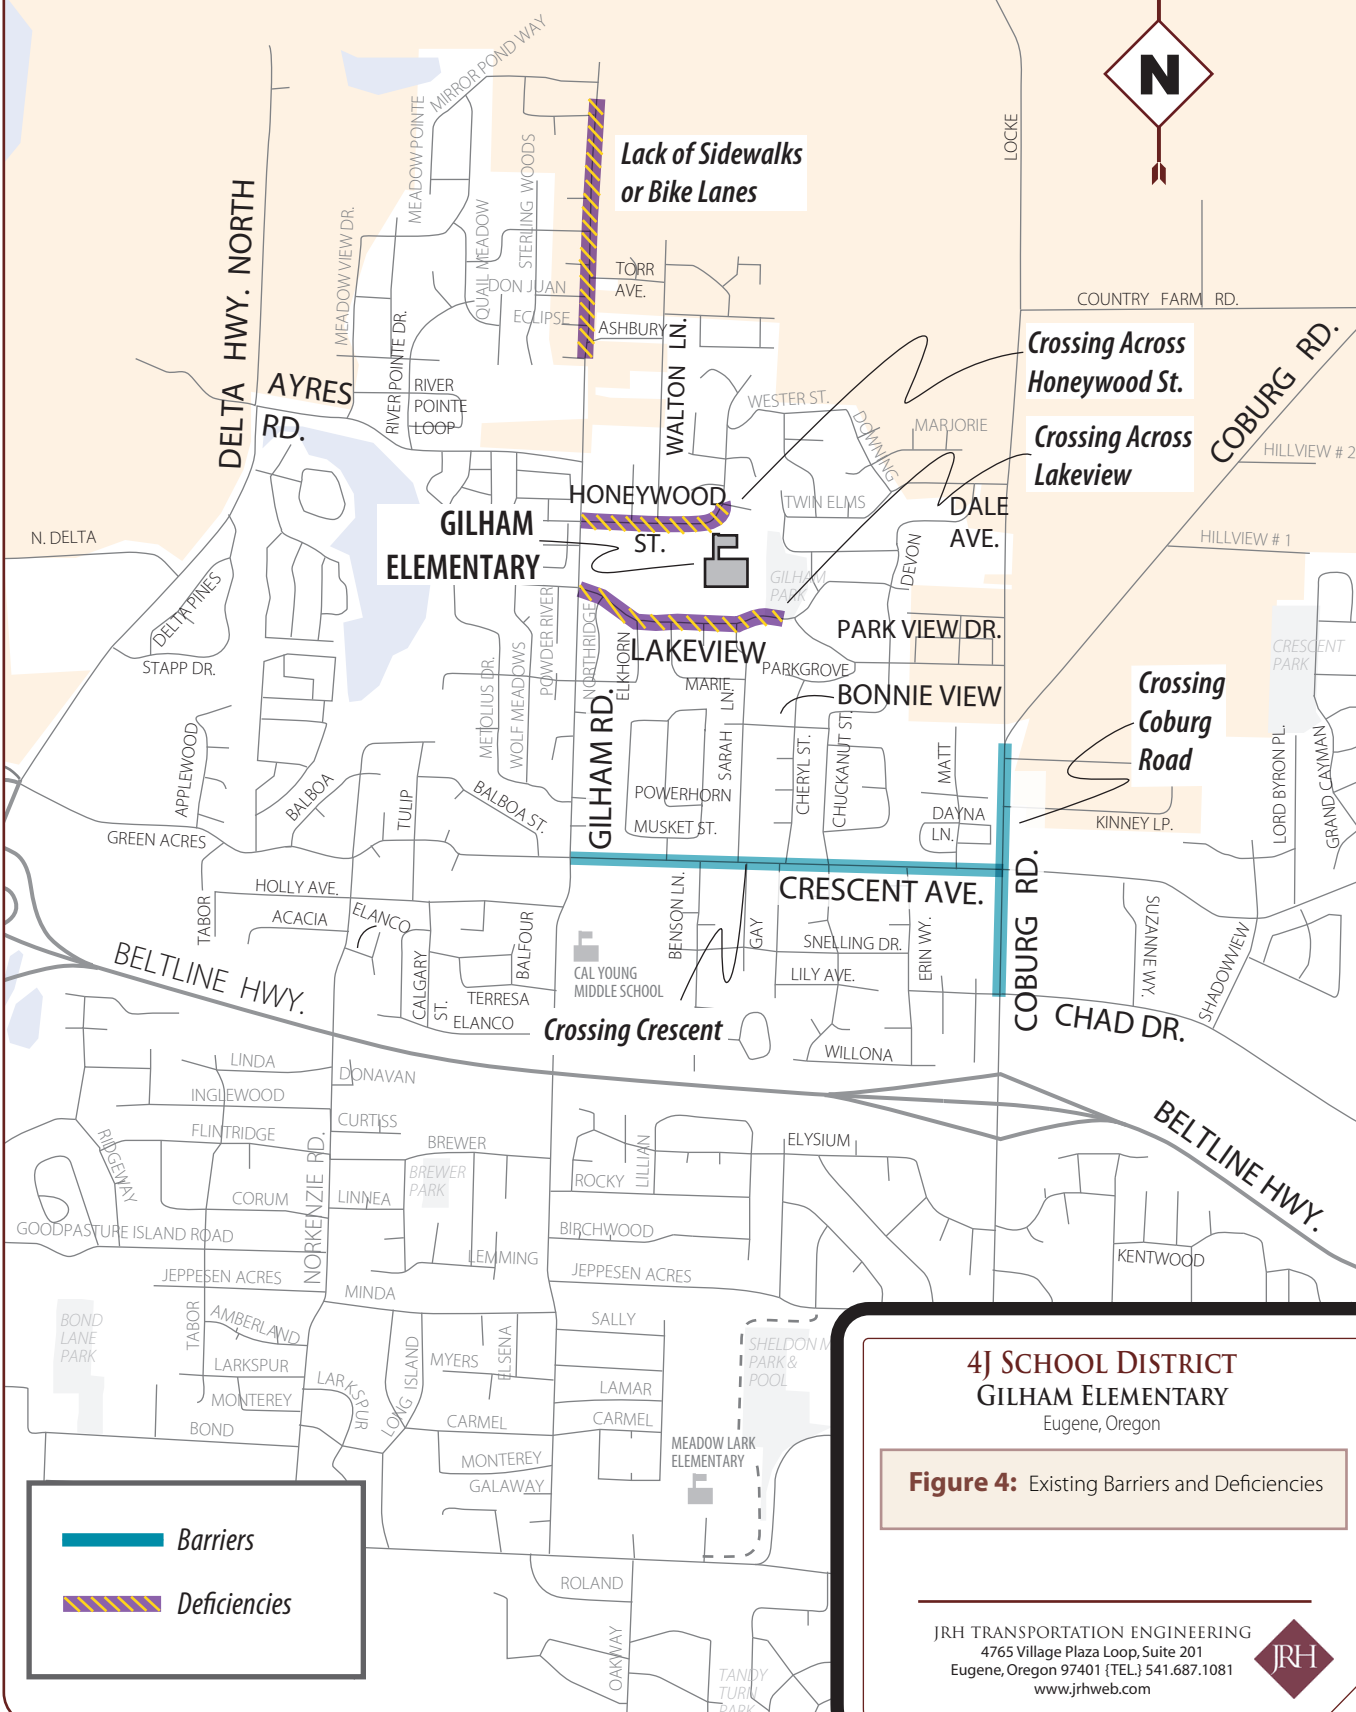 N
MIRROR POND WAY
MEADOW POINTE
STERLING WOODS
QUAIL MEADOW
MEADOW VIEW DR.
DELTA HWY. NORTH
LOCKE
Lack of Sidewalks
or Bike Lanes
TORR
AVE.
DON JUAN
ECLIPSE
ASHBURY
WALTON LN.
RIVER POINTE DR.
COUNTRY FARM RD.
COBURG RD.
Crossing Across
Honeywood St.
AYRES
RD.
RIVER
POINTE
LOOP
WESTER ST.
DOWNING
MARJORIE
Crossing Across
Lakeview
HILLVIEW # 2
HILLVIEW # 1
HONEYWOOD
ST.
TWIN ELMS
DALE
AVE.
DEVON
GILHAM
ELEMENTARY
N. DELTA
DELTA PINES
STAPP DR.
GILHAM
PARK
PARK VIEW DR.
CRESCENT
PARK
POWDER RIVER
NORTHRIDGE
ELKHORN
LAKEVIEW
PARKGROVE
MARIE
LN.
SARAH
BONNIE VIEW
METOLIUS DR.
WOLF MEADOWS
GILHAM RD.
Crossing
Coburg
Road
APPLEWOOD
BALBOA
TULIP
BALBOA ST.
POWERHORN
MUSKET ST.
CHERYL ST.
CHUCKANUT ST.
MATT
DAYNA
LN.
KINNEY LP.
LORD BYRON PL.
GRAND CAYMAN
GREEN ACRES
HOLLY AVE.
ACACIA
TABOR
ELANCO
CRESCENT AVE.
COBURG RD.
BENSON LN.
GAY
SNELLING DR.
LILY AVE.
ERIN WY.
SUZANNE WY.
SHADOWVIEW
BALFOUR
CALGARY
ST.
TERRESA
ELANCO
CAL YOUNG
MIDDLE SCHOOL
Crossing Crescent
WILLONA
CHAD DR.
BELTLINE HWY.
LINDA
DONAVAN
INGLEWOOD
CURTISS
FLINTRIDGE
BREWER
RIDGEWAY
NORKENZIE RD.
BREWER
PARK
LILLIAN
ROCKY
ELYSIUM
BELTLINE HWY.
CORUM
LINNEA
GOODPASTURE ISLAND ROAD
BIRCHWOOD
LEMMING
KENTWOOD
JEPPESEN ACRES
JEPPESEN ACRES
MINDA
BOND
LANE
PARK
TABOR
AMBERLAND
SALLY
SHELDON M
PARK &
POOL
LARKSPUR
LARKSPUR
LONG ISLAND
MYERS
ELSENA
LAMAR
MONTEREY
BOND
CARMEL
CARMEL
MONTEREY
GALAWAY
MEADOW LARK
ELEMENTARY
ROLAND
OAKWAY
TANDY
TURN
PARK
Barriers
Deficiencies
4J SCHOOL DISTRICT
GILHAM ELEMENTARY
Eugene, Oregon
Figure 4: Existing Barriers and Deficiencies
JRH TRANSPORTATION ENGINEERING
4765 Village Plaza Loop, Suite 201
Eugene, Oregon 97401 {TEL.} 541.687.1081
www.jrhweb.com
JRH